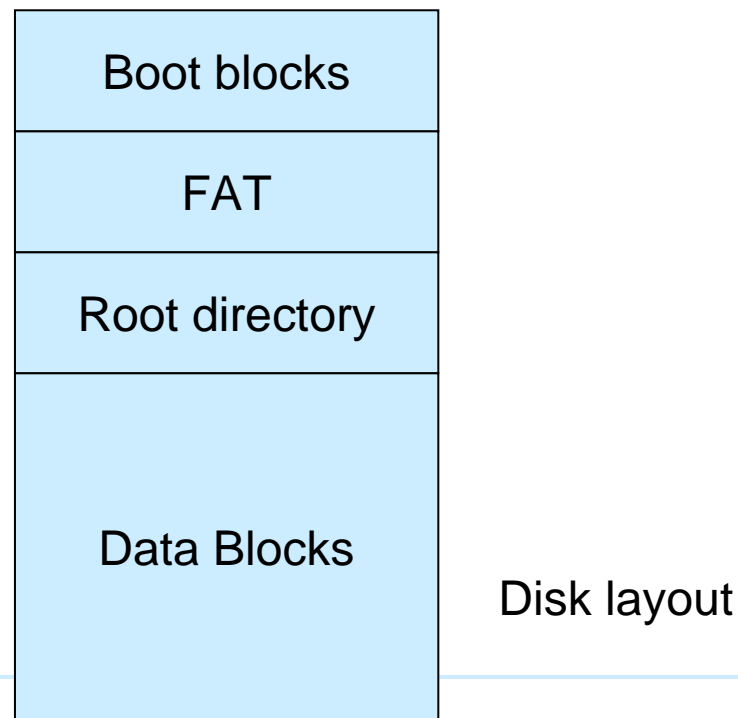 Boot blocks
FAT
Root directory
Data Blocks
Disk layout